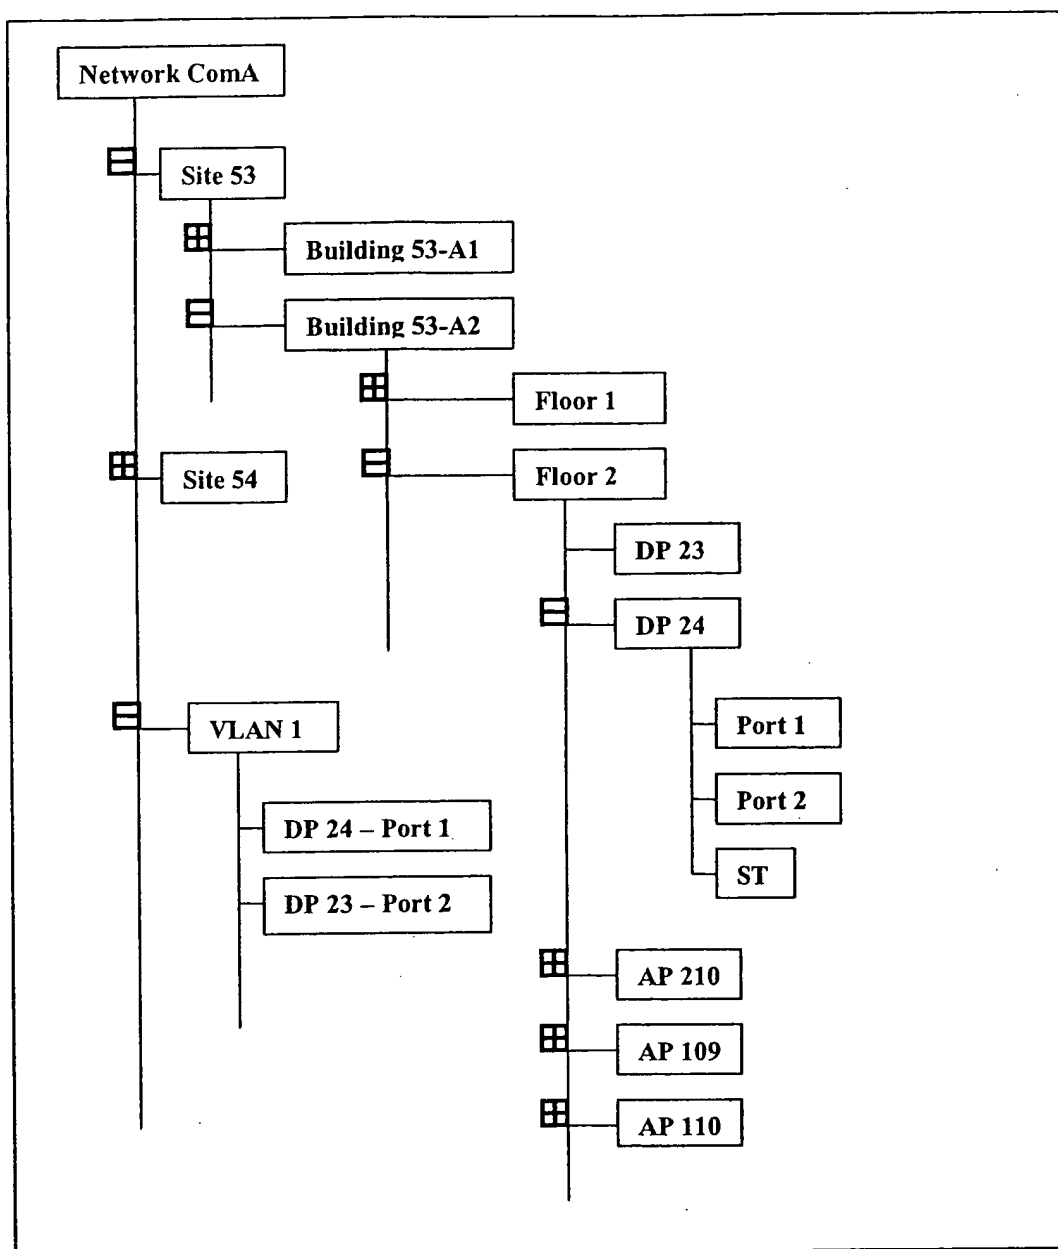 Network ComA
Site 53
Building 53-A1
Building 53-A2
Floor 1
Floor 2
Site 54
DP 23
DP 24
Port 1
Port 2
ST
VLAN 1
DP 24 – Port 1
DP 23 – Port 2
AP 210
AP 109
AP 110